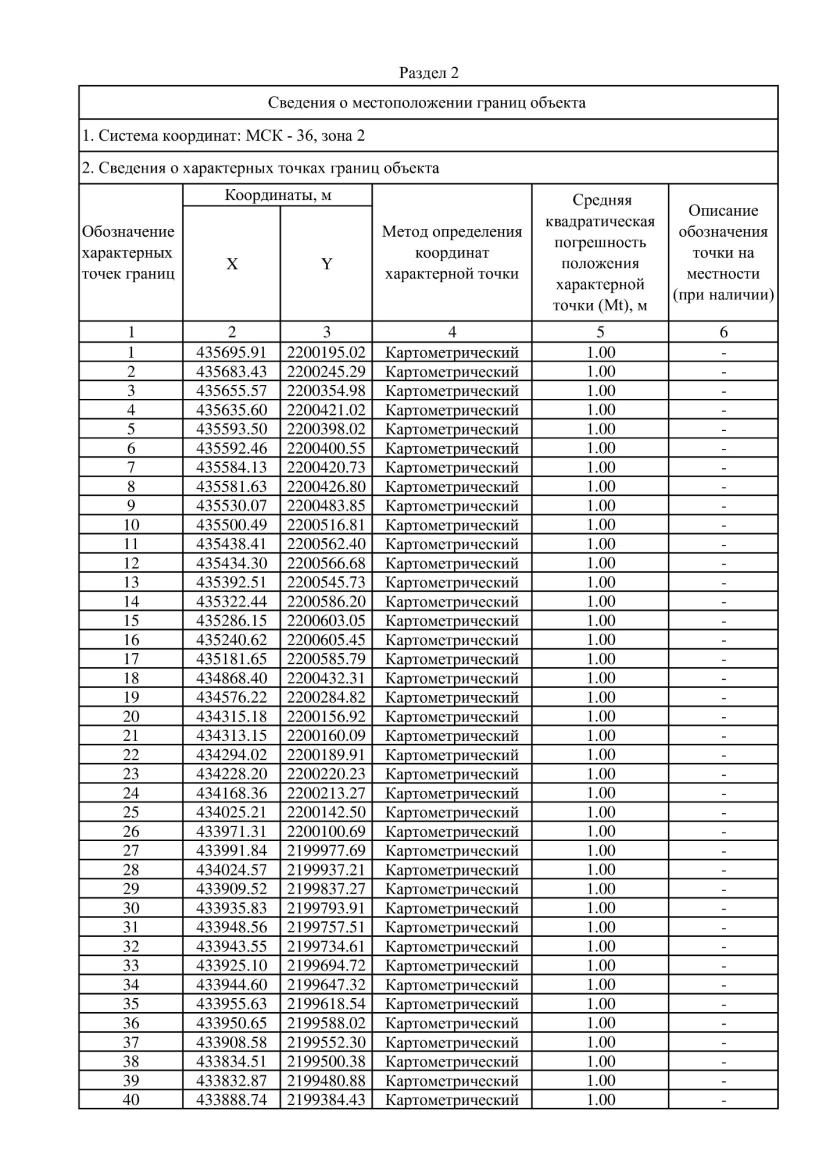 Раздел 2
Сведения о местоположении границ объекта
1. Система координат: МСК - 36, зона 2
2. Сведения о характерных точках границ объекта
Обозначение характерных точек границ
Координаты, м
X
Y
Метод определения координат характерной точки
Средняя квадратическая погрешность положения характерной точки (Mt), м
Описание обозначения точки на местности (при наличии)
1 2 3 4 5 6
1 435695.91 2200195.02 Картометрический 1.00 -
2 435683.43 2200245.29 Картометрический 1.00 -
3 435655.57 2200354.98 Картометрический 1.00 -
4 435635.60 2200421.02 Картометрический 1.00 -
5 435593.50 2200398.02 Картометрический 1.00 -
6 435592.46 2200400.55 Картометрический 1.00 -
7 435584.13 2200420.73 Картометрический 1.00 -
8 435581.63 2200426.80 Картометрический 1.00 -
9 435530.07 2200483.85 Картометрический 1.00 -
10 435500.49 2200516.81 Картометрический 1.00 -
11 435438.41 2200562.40 Картометрический 1.00 -
12 435434.30 2200566.68 Картометрический 1.00 -
13 435392.51 2200545.73 Картометрический 1.00 -
14 435322.44 2200586.20 Картометрический 1.00 -
15 435286.15 2200603.05 Картометрический 1.00 -
16 435240.62 2200605.45 Картометрический 1.00 -
17 435181.65 2200585.79 Картометрический 1.00 -
18 434868.40 2200432.31 Картометрический 1.00 -
19 434576.22 2200284.82 Картометрический 1.00 -
20 434315.18 2200156.92 Картометрический 1.00 -
21 434313.15 2200160.09 Картометрический 1.00 -
22 434294.02 2200189.91 Картометрический 1.00 -
23 434228.20 2200220.23 Картометрический 1.00 -
24 434168.36 2200213.27 Картометрический 1.00 -
25 434025.21 2200142.50 Картометрический 1.00 -
26 433971.31 2200100.69 Картометрический 1.00 -
27 433991.84 2199977.69 Картометрический 1.00 -
28 434024.57 2199937.21 Картометрический 1.00 -
29 433909.52 2199837.27 Картометрический 1.00 -
30 433935.83 2199793.91 Картометрический 1.00 -
31 433948.56 2199757.51 Картометрический 1.00 -
32 433943.55 2199734.61 Картометрический 1.00 -
33 433925.10 2199694.72 Картометрический 1.00 -
34 433944.60 2199647.32 Картометрический 1.00 -
35 433955.63 2199618.54 Картометрический 1.00 -
36 433950.65 2199588.02 Картометрический 1.00 -
37 433908.58 2199552.30 Картометрический 1.00 -
38 433834.51 2199500.38 Картометрический 1.00 -
39 433832.87 2199480.88 Картометрический 1.00 -
40 433888.74 2199384.43 Картометрический 1.00 -